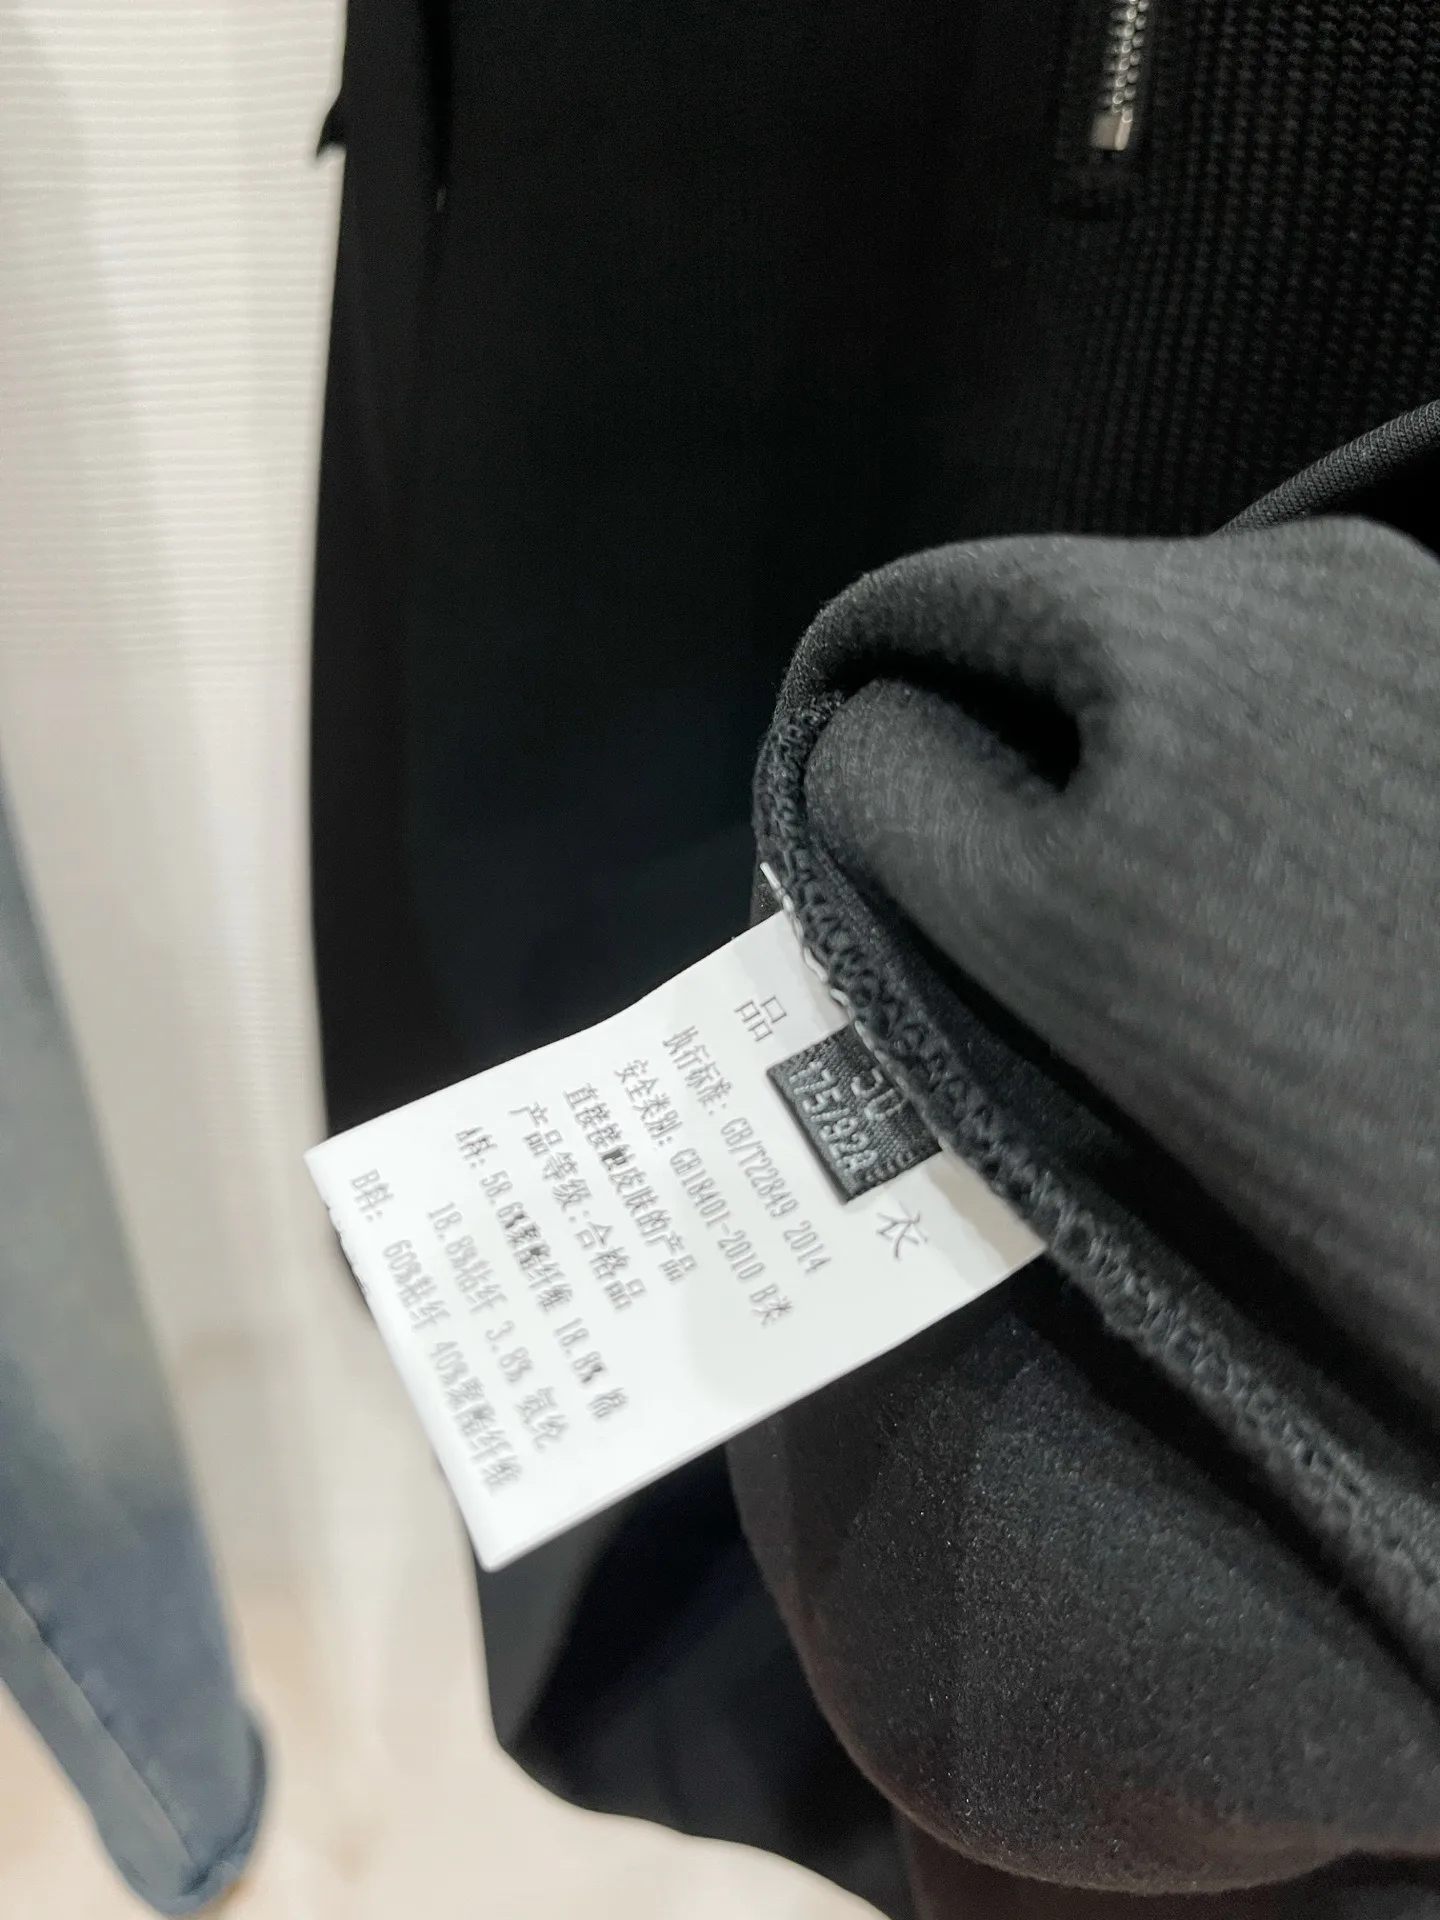 品
衣
50
175/92A
执行标准: GB/T22849 2014
安全类别: GB18401-2010 B类
直接接触皮肤的产品
产品等级:合格品
A料: 58.6%聚酯纤维 18.8% 棉
18.8%粘纤 3.8% 氨纶
B料: 60%粘纤 40%聚酯纤维